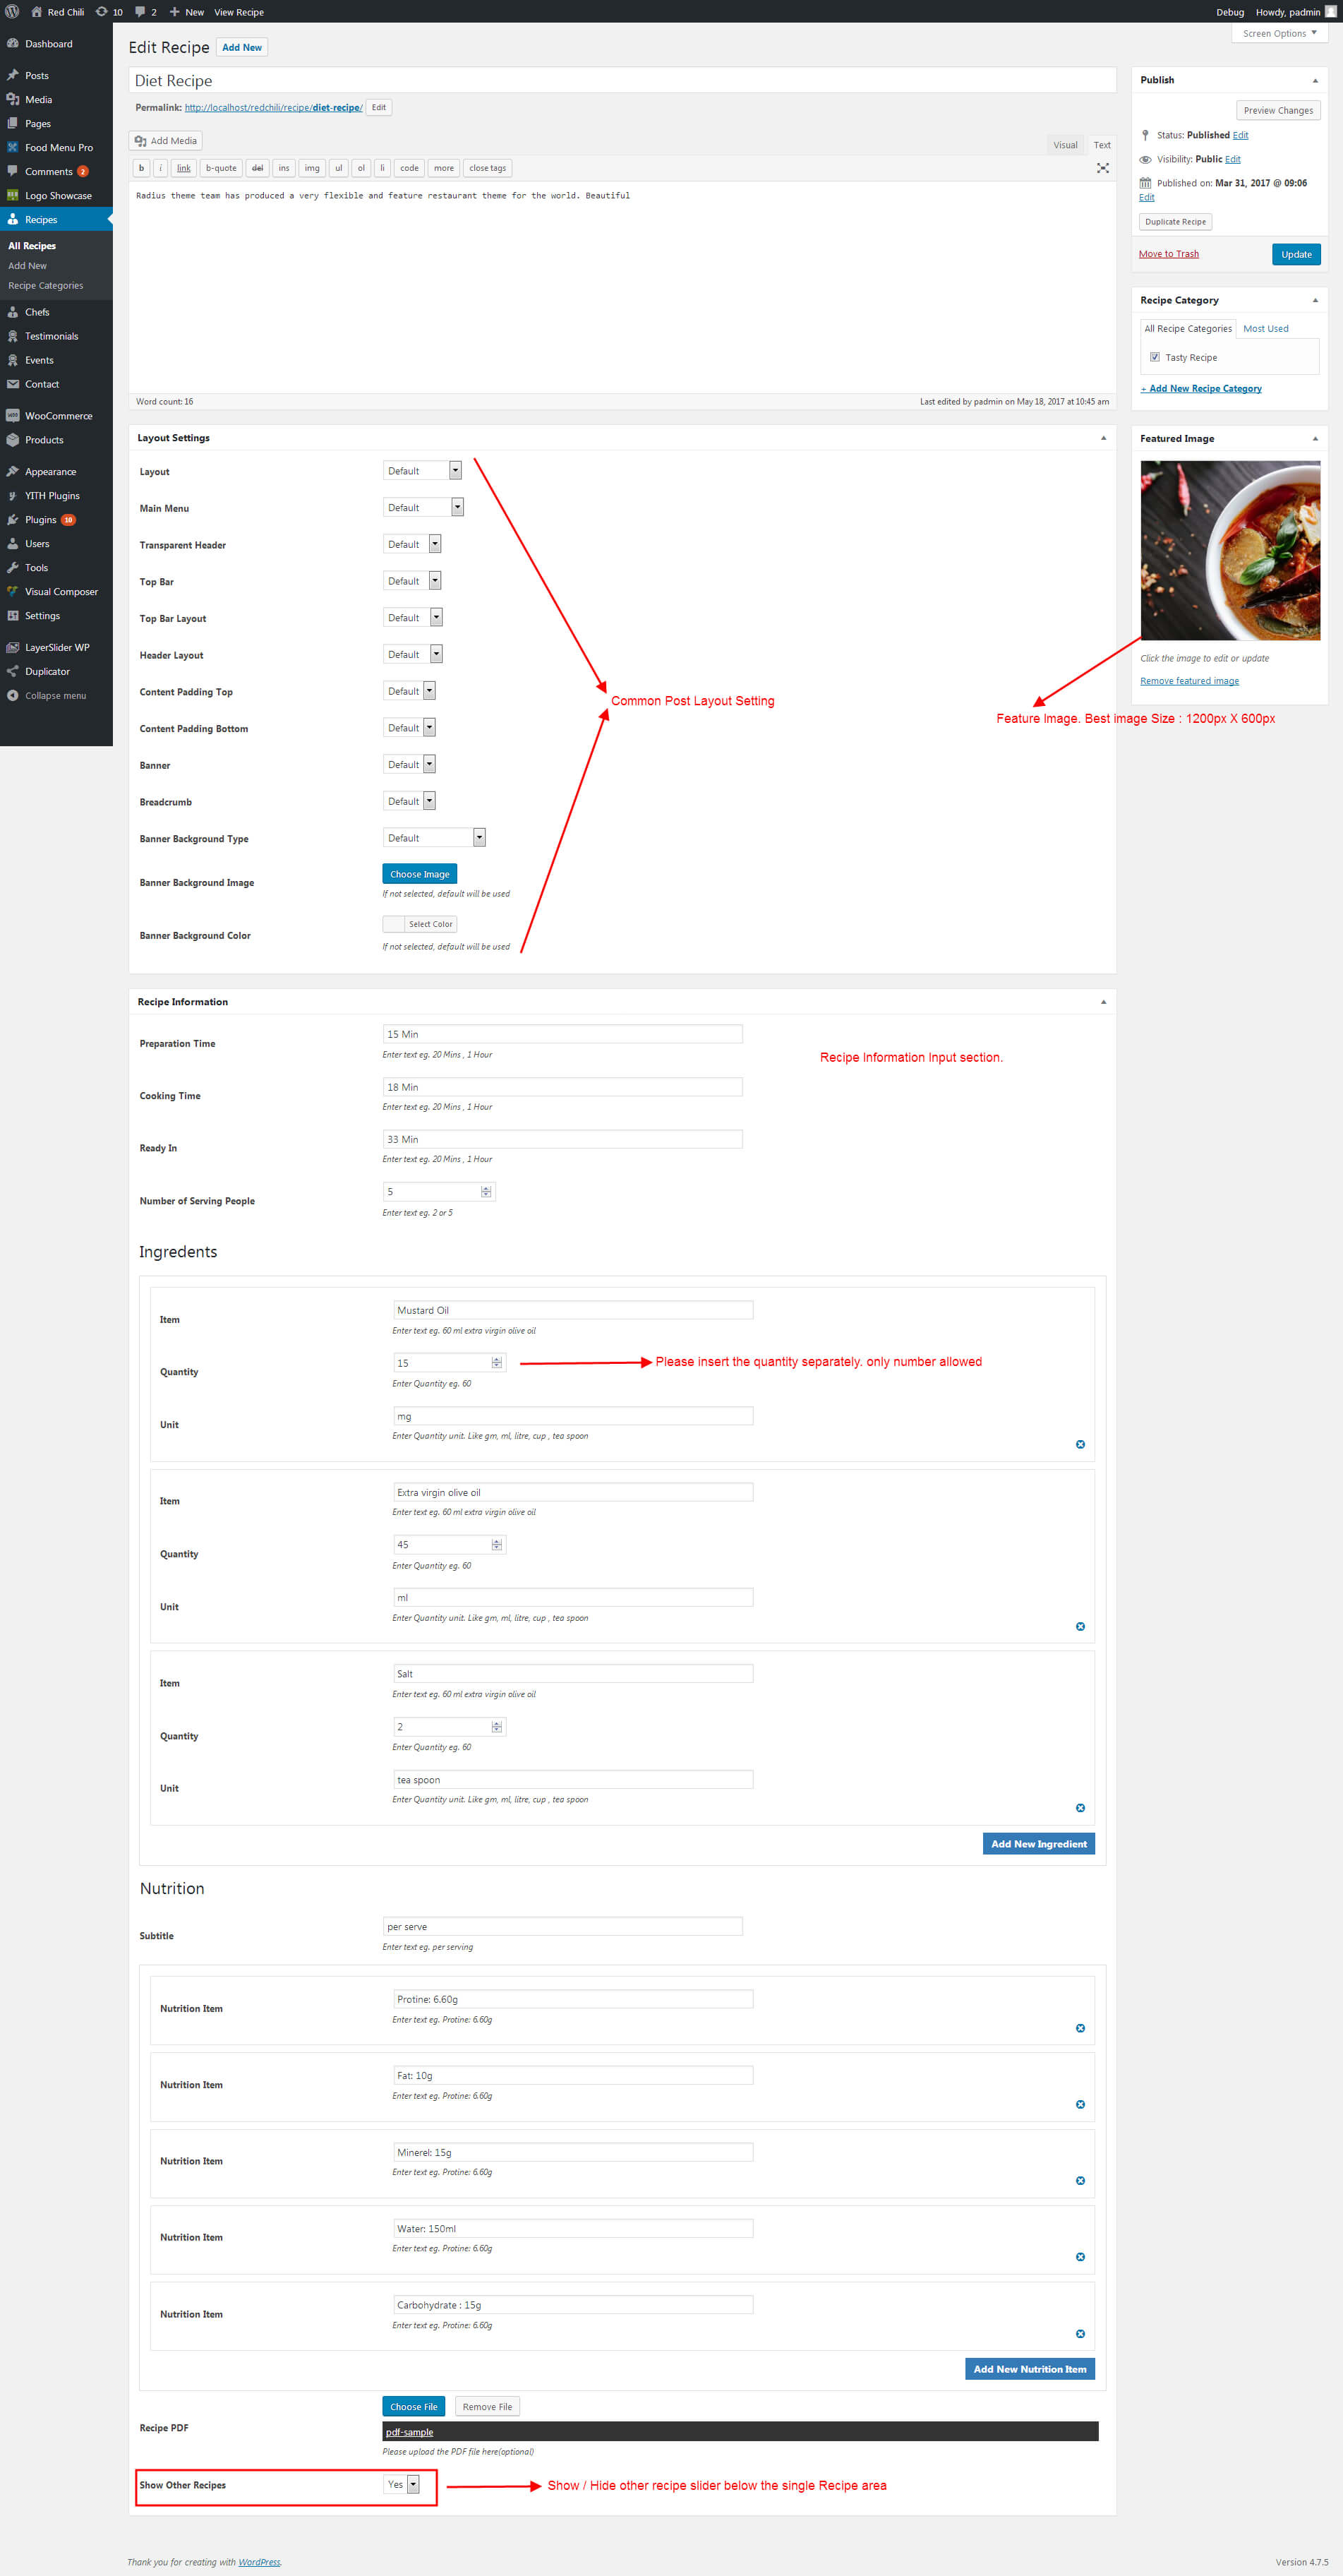 Red Chili 10 2 New View Recipe Debug Howdy, padmin
Dashboard
Posts
Media
Pages
Food Menu Pro
Comments 2
Logo Showcase
Recipes
All Recipes
Add New
Recipe Categories
Chefs
Testimonials
Events
Contact
WooCommerce
Products
Appearance
YITH Plugins
Plugins 10
Users
Tools
Visual Composer
Settings
LayerSlider WP
Duplicator
Collapse menu
Screen Options
Edit Recipe Add New
Diet Recipe
Permalink: http://localhost/redchili/recipe/diet-recipe/ Edit
Add Media
Visual Text
b i link b-quote del ins img ul ol li code more close tags
Radius theme team has produced a very flexible and feature restaurant theme for the world. Beautiful
Word count: 16 Last edited by padmin on May 18, 2017 at 10:45 am
Publish
Preview Changes
Status: Published Edit
Visibility: Public Edit
Published on: Mar 31, 2017 @ 09:06
Edit
Duplicate Recipe
Move to Trash Update
Recipe Category
All Recipe Categories Most Used
Tasty Recipe
+ Add New Recipe Category
Featured Image
Click the image to edit or update
Remove featured image
Feature Image. Best image Size : 1200px X 600px
Layout Settings
Layout Default
Main Menu Default
Transparent Header Default
Top Bar Default
Top Bar Layout Default
Header Layout Default
Content Padding Top Default
Common Post Layout Setting
Content Padding Bottom Default
Banner Default
Breadcrumb Default
Banner Background Type Default
Banner Background Image Choose Image
If not selected, default will be used
Banner Background Color Select Color
If not selected, default will be used
Recipe Information
Recipe Information Input section.
Preparation Time 15 Min
Enter text eg. 20 Mins , 1 Hour
Cooking Time 18 Min
Enter text eg. 20 Mins , 1 Hour
Ready In 33 Min
Enter text eg. 20 Mins , 1 Hour
Number of Serving People 5
Enter text eg. 2 or 5
Ingredents
Item Mustard Oil
Enter text eg. 60 ml extra virgin olive oil
Quantity 15
Please insert the quantity separately. only number allowed
Enter Quantity eg. 60
Unit mg
Enter Quantity unit. Like gm, ml, litre, cup , tea spoon
Item Extra virgin olive oil
Enter text eg. 60 ml extra virgin olive oil
Quantity 45
Enter Quantity eg. 60
Unit ml
Enter Quantity unit. Like gm, ml, litre, cup , tea spoon
Item Salt
Enter text eg. 60 ml extra virgin olive oil
Quantity 2
Enter Quantity eg. 60
Unit tea spoon
Enter Quantity unit. Like gm, ml, litre, cup , tea spoon
Add New Ingredient
Nutrition
Subtitle per serve
Enter text eg. per serving
Nutrition Item Protine: 6.60g
Enter text eg. Protine: 6.60g
Nutrition Item Fat: 10g
Enter text eg. Protine: 6.60g
Nutrition Item Minerel: 15g
Enter text eg. Protine: 6.60g
Nutrition Item Water: 150ml
Enter text eg. Protine: 6.60g
Nutrition Item Carbohydrate : 15g
Enter text eg. Protine: 6.60g
Add New Nutrition Item
Choose File Remove File
Recipe PDF pdf-sample
Please upload the PDF file here(optional)
Show Other Recipes Yes
Show / Hide other recipe slider below the single Recipe area
Thank you for creating with WordPress. Version 4.7.5